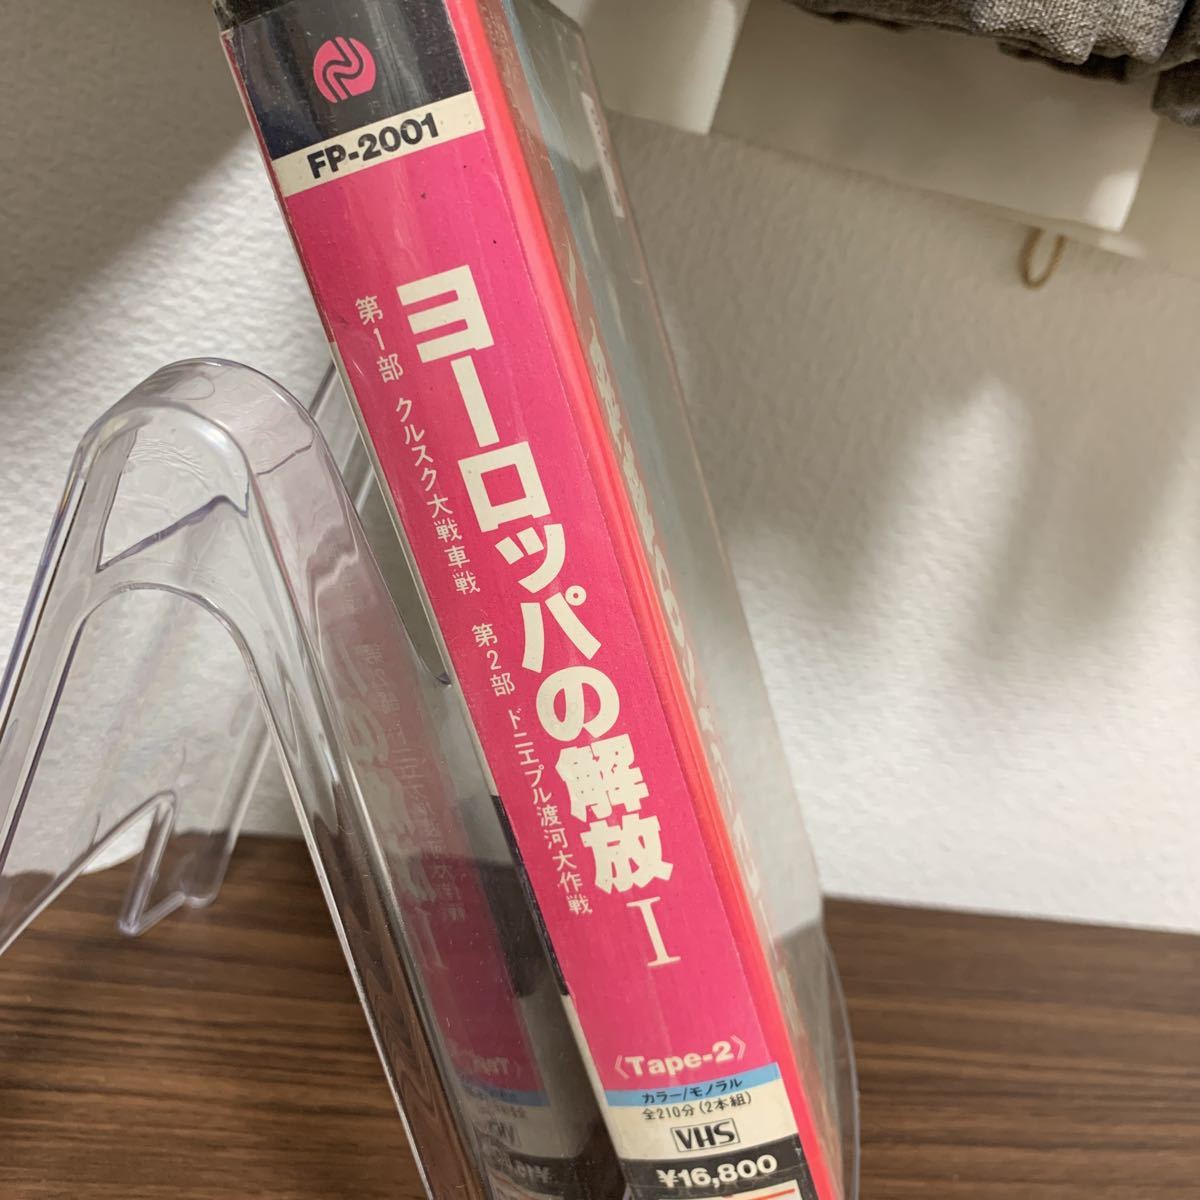 FP-2001
ヨーロッパの解放 I
第1部 クルスク大戦車戦 第2部 ドニエプル渡河大作戦
《Tape-2》
カラー/モノラル
全210分(2本組)
VHS
¥16,800